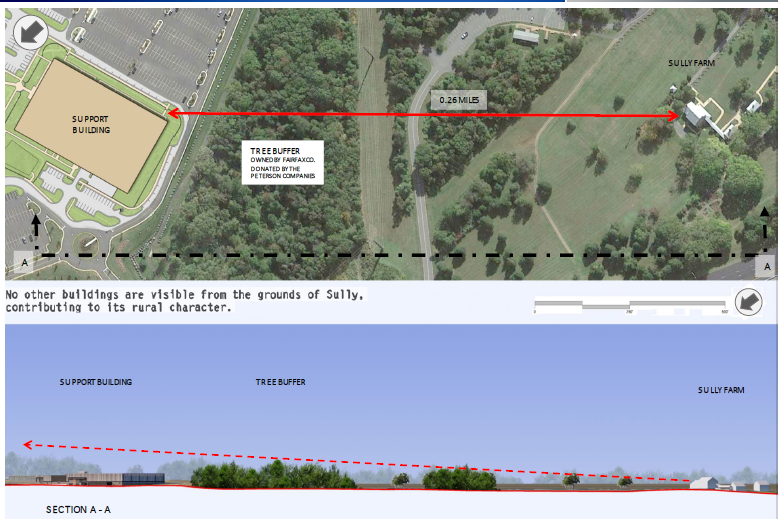 SULLY FARM
0.26 MILES
SUPPORT
BUILDING
TREE BUFFER
OWNED BY FAIRFAX CO.
DONATED BY THE
PETERSON COMPANIES
A
A
No other buildings are visible from the grounds of Sully,
contributing to its rural character.
0
SUPPORT BUILDING
TREE BUFFER
SULLY FARM
SECTION A - A